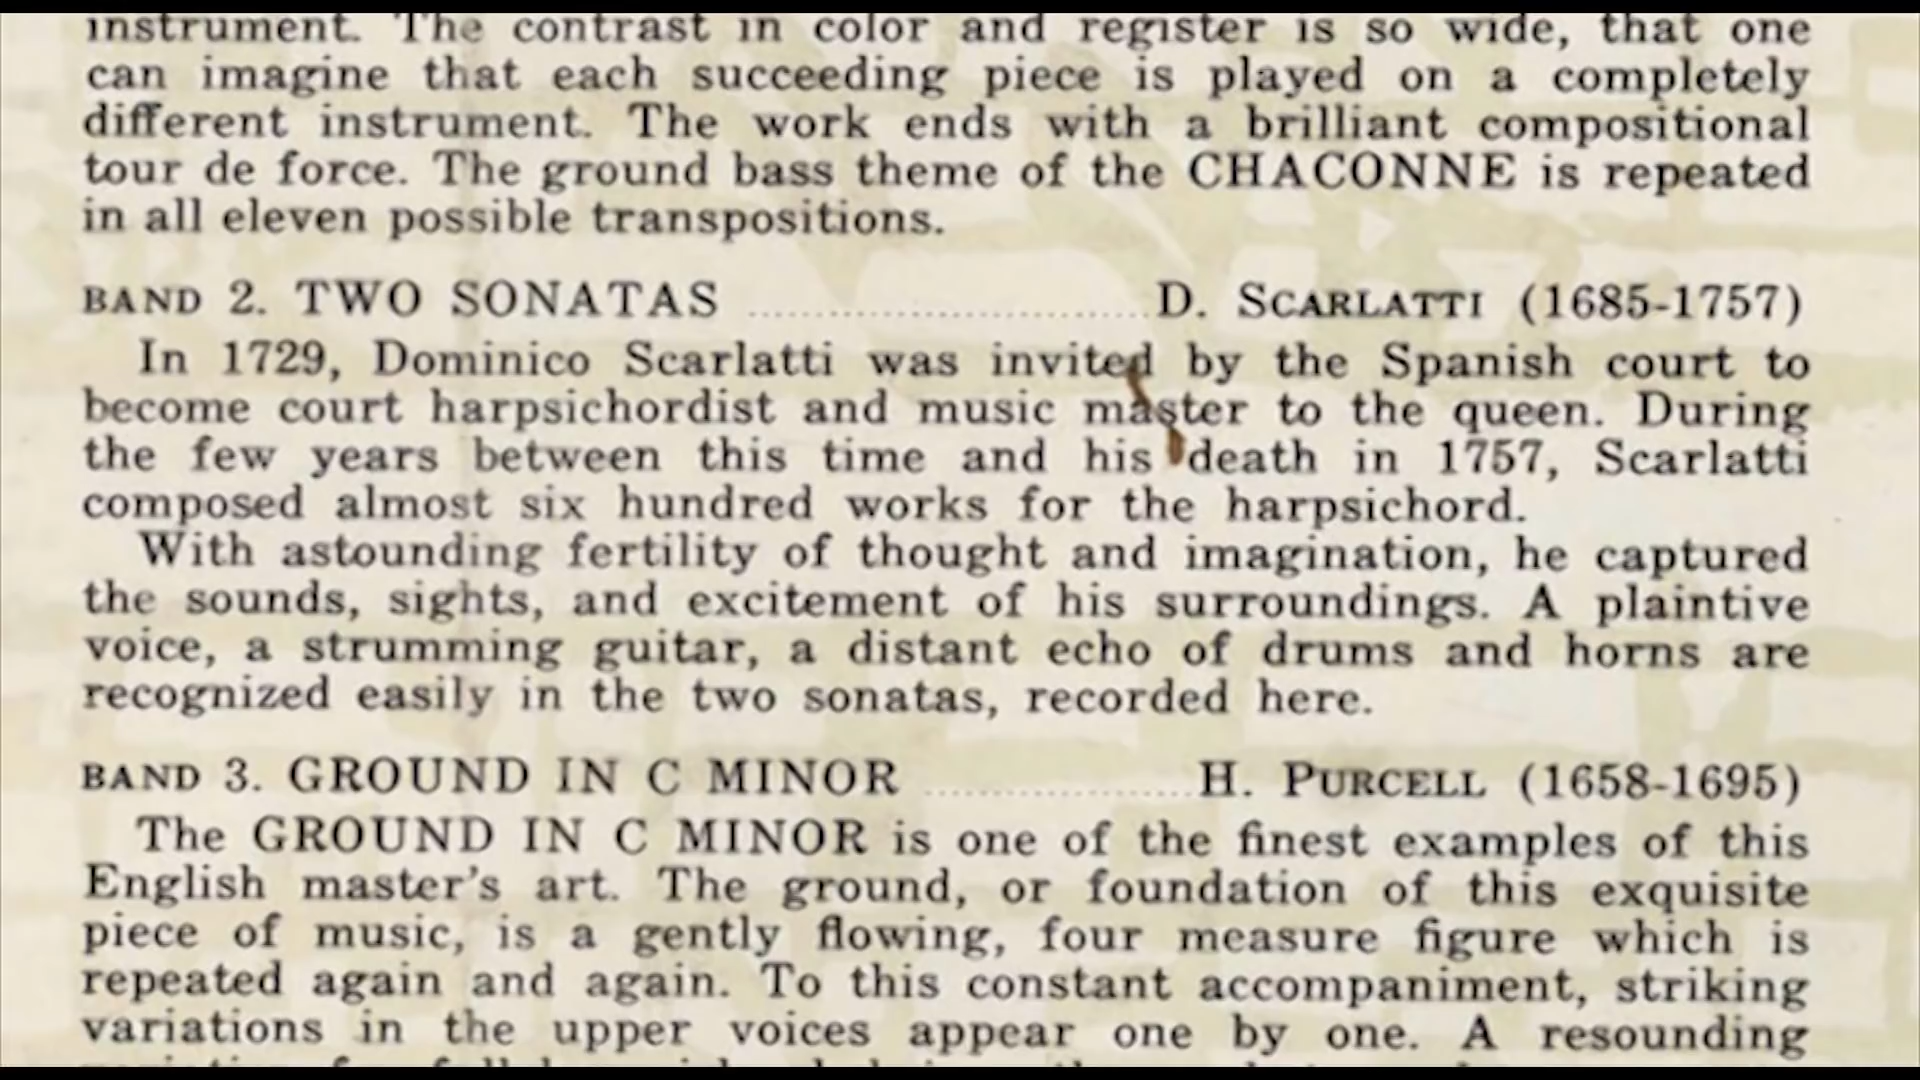 instrument. The contrast in color and register is so wide, that one
can imagine that each succeeding piece is played on a completely
different instrument. The work ends with a brilliant compositional
tour de force. The ground bass theme of the CHACONNE is repeated
in all eleven possible transpositions.
BAND 2. TWO SONATAS ........................ D. SCARLATTI (1685-1757)
In 1729, Dominico Scarlatti was invited by the Spanish court to
become court harpsichordist and music master to the queen. During
the few years between this time and his death in 1757, Scarlatti
composed almost six hundred works for the harpsichord.
With astounding fertility of thought and imagination, he captured
the sounds, sights, and excitement of his surroundings. A plaintive
voice, a strumming guitar, a distant echo of drums and horns are
recognized easily in the two sonatas, recorded here.
BAND 3. GROUND IN C MINOR ................ H. PURCELL (1658-1695)
The GROUND IN C MINOR is one of the finest examples of this
English master's art. The ground, or foundation of this exquisite
piece of music, is a gently flowing, four measure figure which is
repeated again and again. To this constant accompaniment, striking
variations in the upper voices appear one by one. A resounding